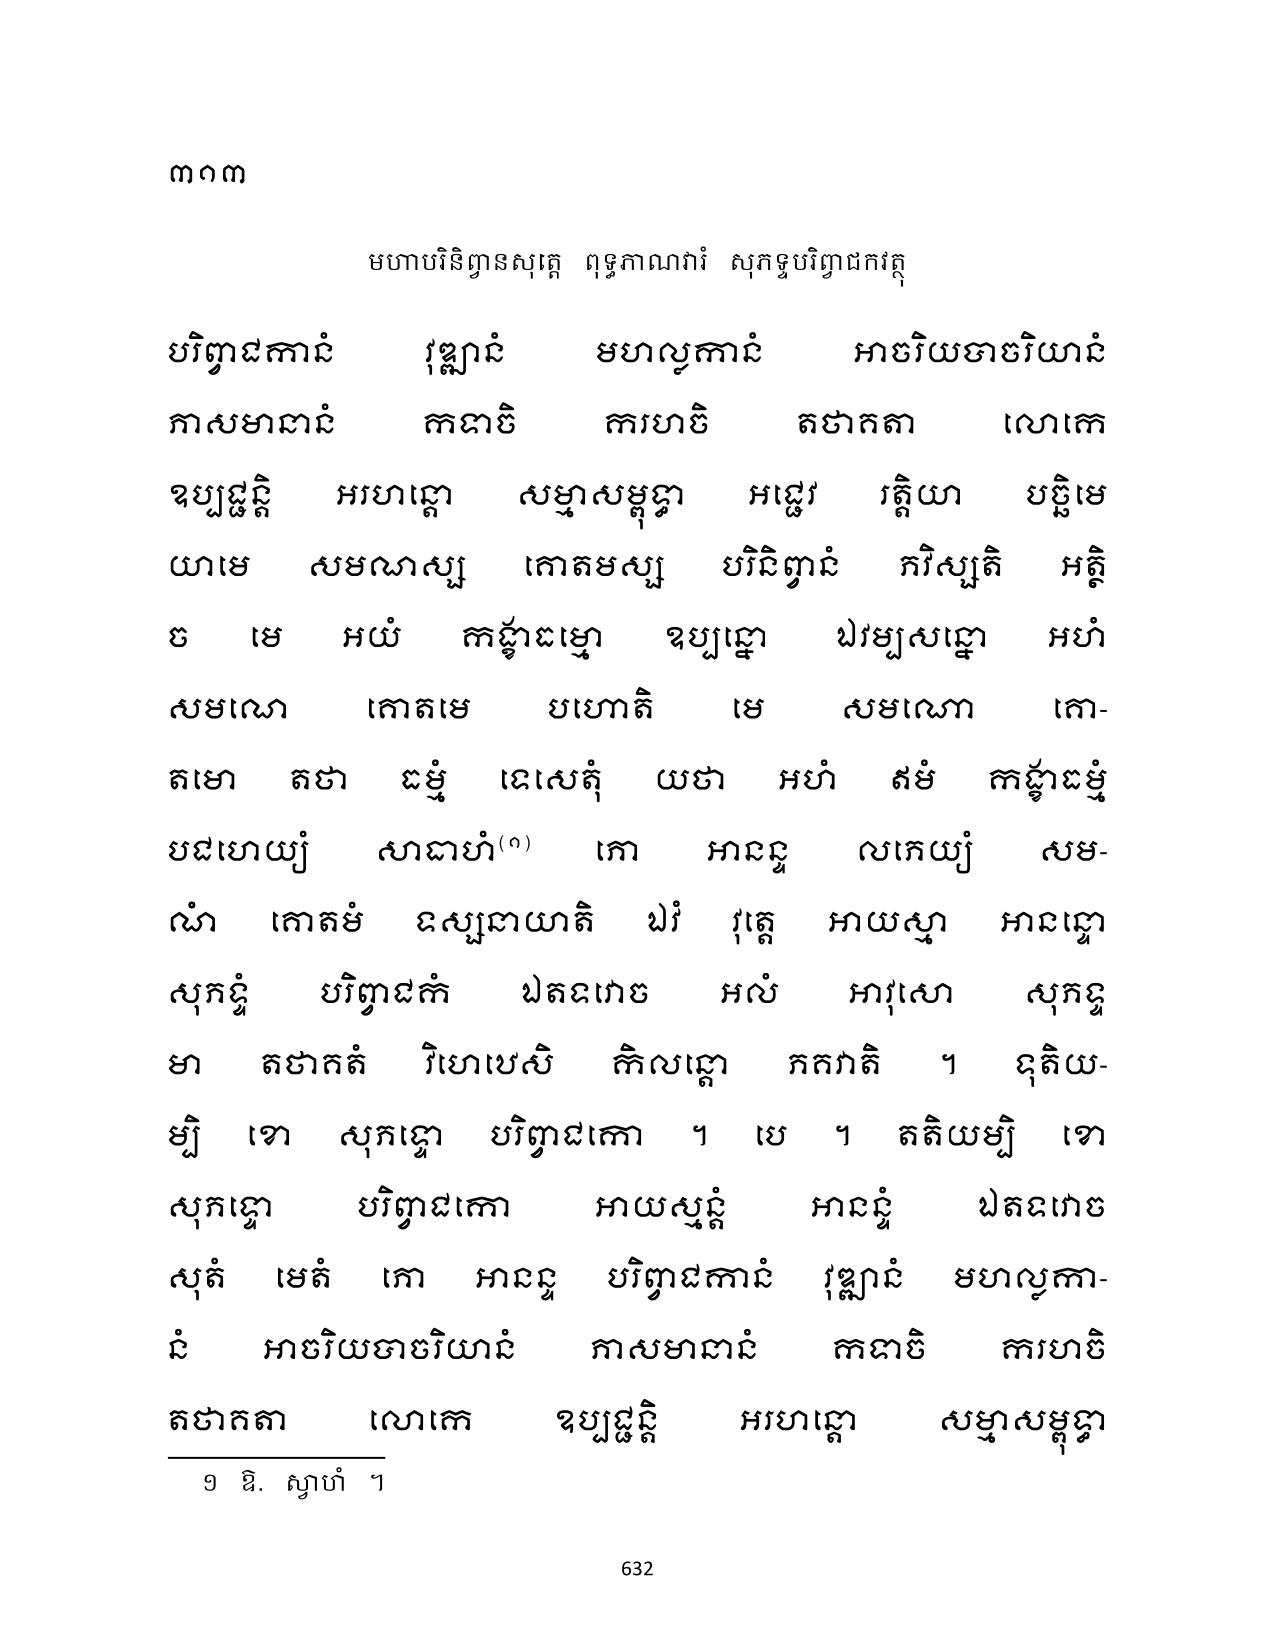 ៣១៣
មហាបរិនិព្វានសុត្តេ ពុទ្ធភាណវារំ សុភទ្ទបរិព្វាជកវត្ថុ
បរិព្វាជកានំ វុឌ្ឍានំ មហល្លកានំ អាចរិយបាចរិយានំ
ភាសមានានំ កទាចិ ករហចិ តថាគតា លោកេ
ឧប្បជ្ជន្តិ អរហន្តោ សម្មាសម្ពុទ្ធា អជ្ជេវ រត្តិយា បច្ឆិមេ
យាមេ សមណស្ស គោតមស្ស បរិនិព្វានំ ភវិស្សតិ អត្ថិ
ច មេ អយំ កង្ខាធម្មោ ឧប្បន្នោ ឯវម្បសន្នោ អហំ
សមណេ គោតមេ បហោតិ មេ សមណោ គោ-
តមោ តថា ធម្មំ ទេសេតុំ យថា អហំ ឥមំ កង្ខាធម្មំ
បជហេយ្យំ សាធាហំ(១) ភោ អានន្ទ លភេយ្យំ សម-
ណំ គោតមំ ទស្សនាយាតិ ឯវំ វុត្តេ អាយស្មា អានន្ទោ
សុភទ្ទំ បរិព្វាជកំ ឯតទវោច អលំ អាវុសោ សុភទ្ទ
មា តថាគតំ វិហេឋេសិ កិលន្តោ ភគវាតិ ។ ទុតិយ-
ម្បិ ខោ សុភទ្ទោ បរិព្វាជកោ ។ បេ ។ តតិយម្បិ ខោ
សុភទ្ទោ បរិព្វាជកោ អាយស្មន្តំ អានន្ទំ ឯតទវោច
សុតំ មេតំ ភោ អានន្ទ បរិព្វាជកានំ វុឌ្ឍានំ មហល្លកា-
នំ អាចរិយបាចរិយានំ ភាសមានានំ កទាចិ ករហចិ
តថាគតា លោកេ ឧប្បជ្ជន្តិ អរហន្តោ សម្មាសម្ពុទ្ធា
១ ឱ. ស្វាហំ ។
632